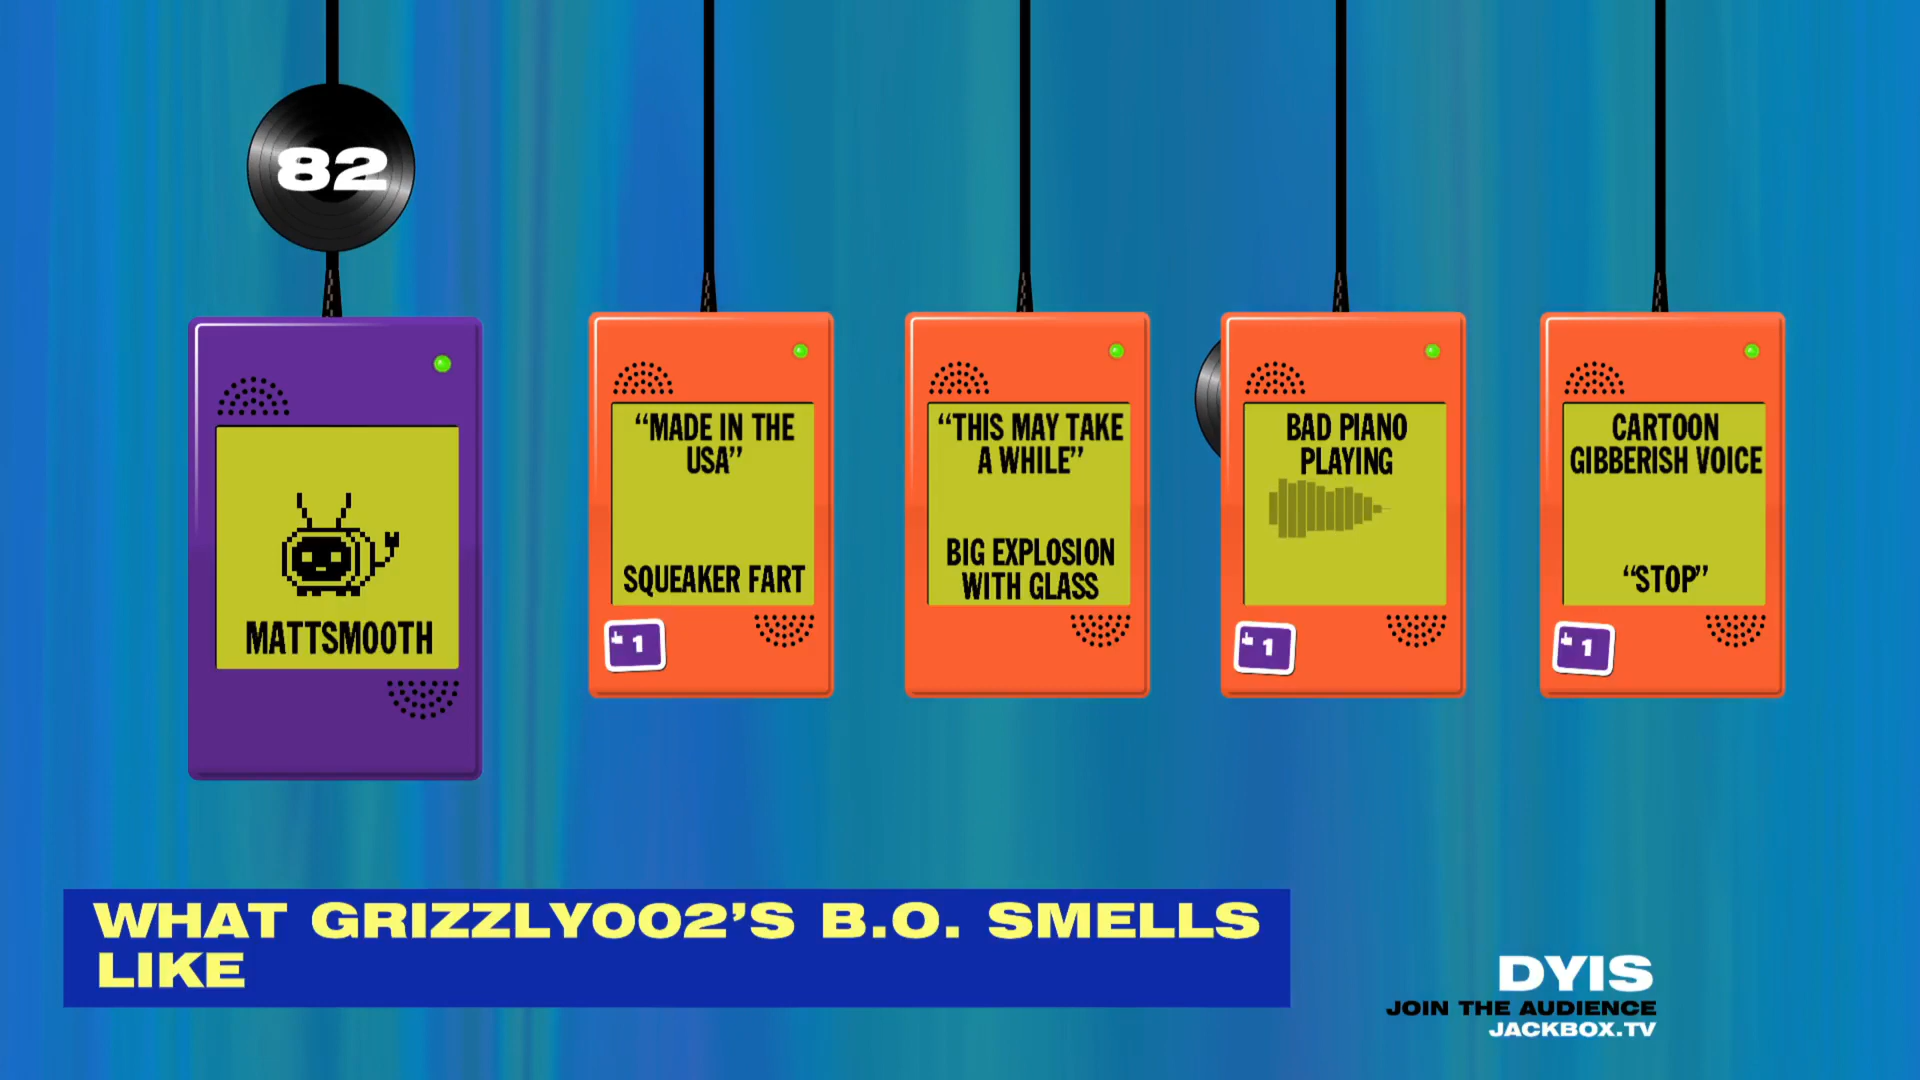 82
MATTSMOOTH
“MADE IN THE
USA”
SQUEAKER FART
1
“THIS MAY TAKE
A WHILE”
BIG EXPLOSION
WITH GLASS
BAD PIANO
PLAYING
1
CARTOON
GIBBERISH VOICE
“STOP”
1
WHAT GRIZZLY002’S B.O. SMELLS
LIKE
DYIS
JOIN THE AUDIENCE
JACKBOX.TV